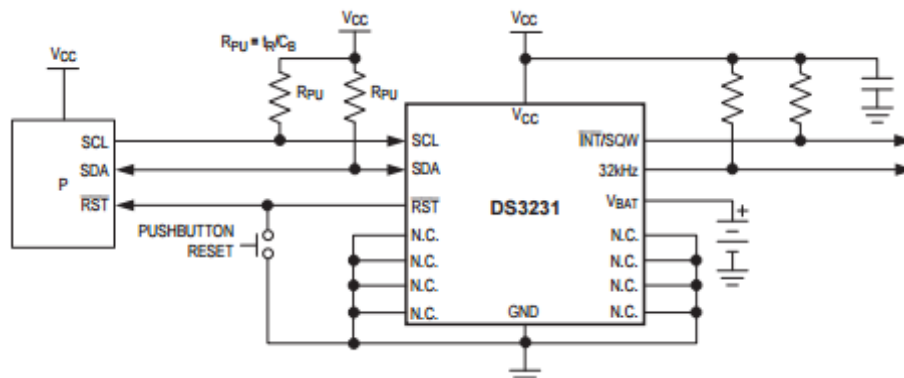 VCC
VCC
RPU = tR/CB
VCC
RPU
RPU
VCC
SCL
SCL
INT/SQW
SDA
SDA
32kHz
P
RST
RST
DS3231
VBAT
+
PUSHBUTTON
RESET
N.C.
N.C.
N.C.
N.C.
N.C.
N.C.
N.C.
GND
N.C.